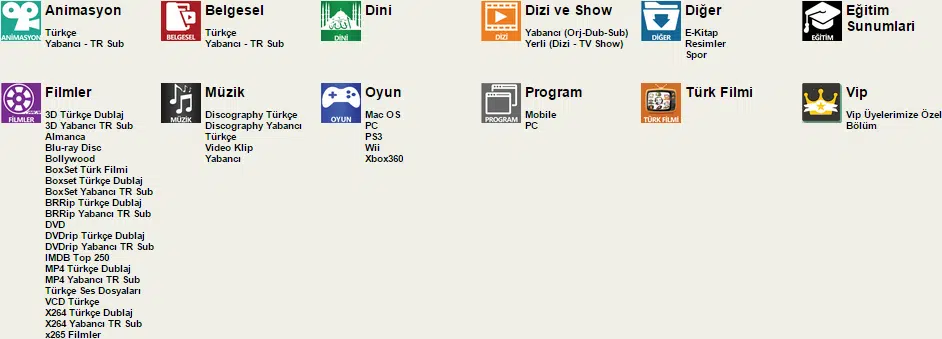 ANİMASYON
Animasyon
Türkçe
Yabancı - TR Sub
BELGESEL
Belgesel
Türkçe
Yabancı - TR Sub
DİNİ
Dini
DİZİ
Dizi ve Show
Yabancı (Orj-Dub-Sub)
Yerli (Dizi - TV Show)
DİĞER
Diğer
E-Kitap
Resimler
Spor
EĞİTİM
Eğitim
Sunumlari
FİLMLER
Filmler
3D Türkçe Dublaj
3D Yabancı TR Sub
Almanca
Blu-ray Disc
Bollywood
BoxSet Türk Filmi
Boxset Türkçe Dublaj
BoxSet Yabancı TR Sub
BRRip Türkçe Dublaj
BRRip Yabancı TR Sub
DVD
DVDrip Türkçe Dublaj
DVDrip Yabancı TR Sub
IMDB Top 250
MP4 Türkçe Dublaj
MP4 Yabancı TR Sub
Türkçe Ses Dosyaları
VCD Türkçe
X264 Türkçe Dublaj
X264 Yabancı TR Sub
x265 Filmler
MÜZİK
Müzik
Discography Türkçe
Discography Yabancı
Türkçe
Video Klip
Yabancı
OYUN
Oyun
Mac OS
PC
PS3
Wii
Xbox360
PROGRAM
Program
Mobile
PC
TÜRK FİLMİ
Türk Filmi
Vip
Vip Üyelerimize Özel
Bölüm